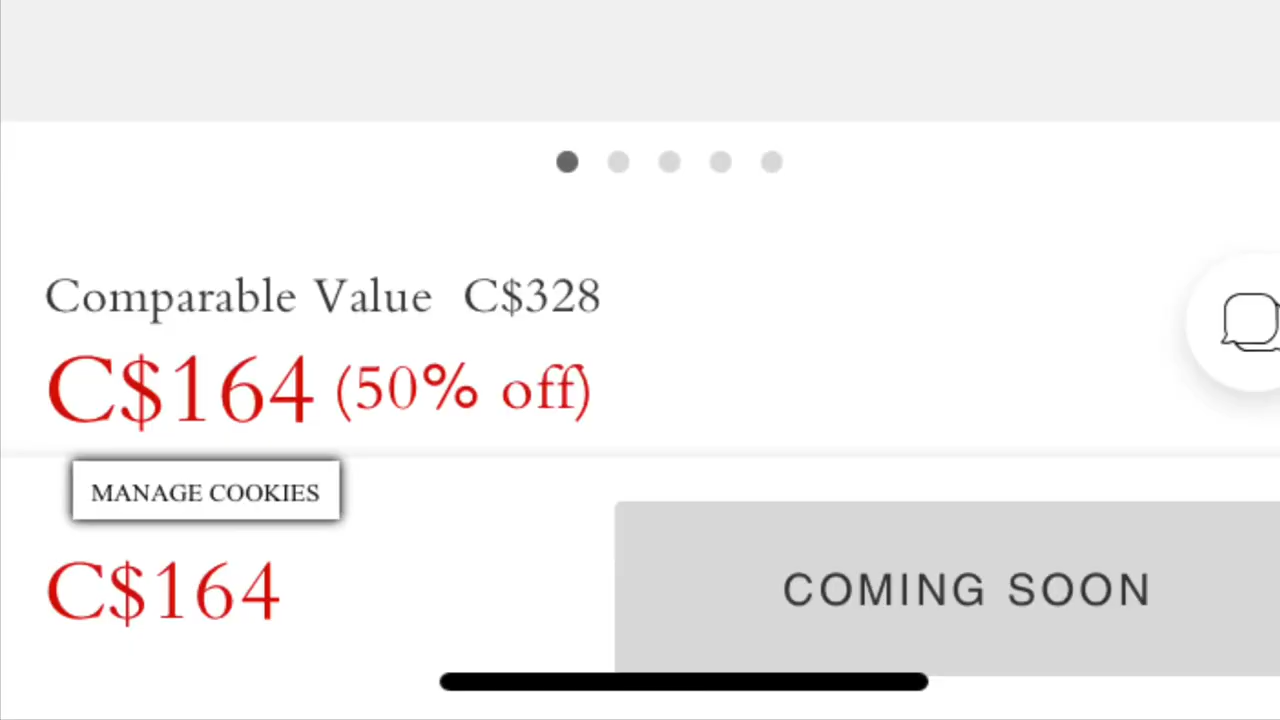 Comparable Value C$328
C$164 (50% off)
MANAGE COOKIES
C$164
COMING SOON